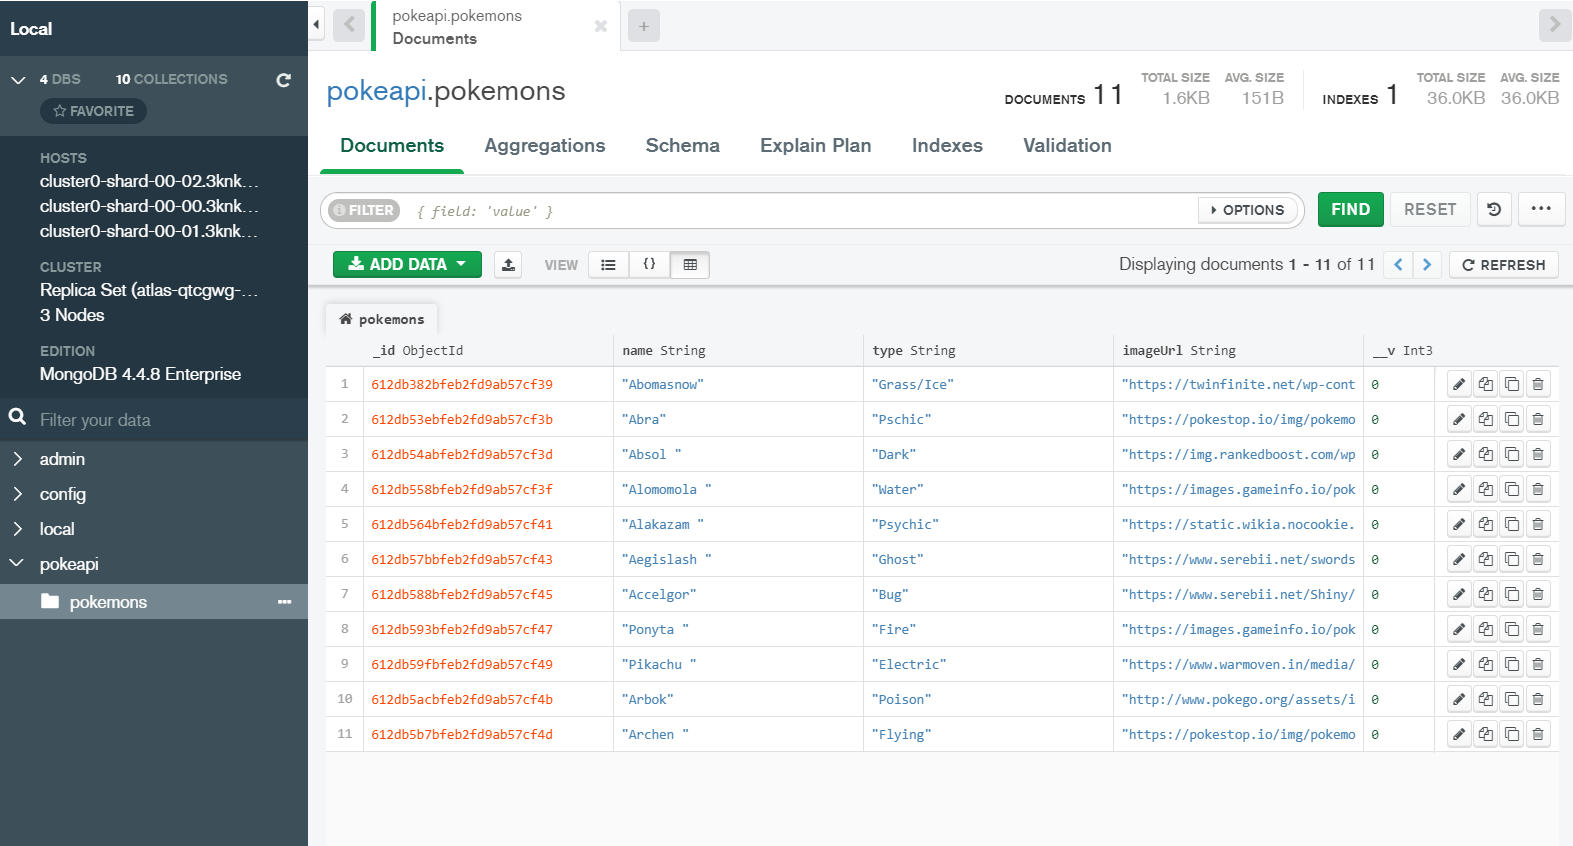 Local
4 DBS 10 COLLECTIONS
FAVORITE
HOSTS
cluster0-shard-00-02.3knk...
cluster0-shard-00-00.3knk...
cluster0-shard-00-01.3knk...
CLUSTER
Replica Set (atlas-qtcgwg-...
3 Nodes
EDITION
MongoDB 4.4.8 Enterprise
Filter your data
admin
config
local
pokeapi
pokemons
pokeapi.pokemons
Documents
pokeapi.pokemons
DOCUMENTS 11 TOTAL SIZE 1.6KB AVG. SIZE 151B
INDEXES 1 TOTAL SIZE 36.0KB AVG. SIZE 36.0KB
Documents Aggregations Schema Explain Plan Indexes Validation
FILTER { field: 'value' } OPTIONS FIND RESET
ADD DATA VIEW Displaying documents 1 - 11 of 11 REFRESH
pokemons
_id ObjectId name String type String imageUrl String __v Int3
1 612db382bfeb2fd9ab57cf39 "Abomasnow" "Grass/Ice" "https://twinfinite.net/wp-cont 0
2 612db53ebfeb2fd9ab57cf3b "Abra" "Pschic" "https://pokestop.io/img/pokemo 0
3 612db54abfeb2fd9ab57cf3d "Absol " "Dark" "https://img.rankedboost.com/wp 0
4 612db558bfeb2fd9ab57cf3f "Alomomola " "Water" "https://images.gameinfo.io/pok 0
5 612db564bfeb2fd9ab57cf41 "Alakazam " "Psychic" "https://static.wikia.nocookie. 0
6 612db57bbfeb2fd9ab57cf43 "Aegislash " "Ghost" "https://www.serebii.net/swords 0
7 612db588bfeb2fd9ab57cf45 "Accelgor" "Bug" "https://www.serebii.net/Shiny/ 0
8 612db593bfeb2fd9ab57cf47 "Ponyta " "Fire" "https://images.gameinfo.io/pok 0
9 612db59fbfeb2fd9ab57cf49 "Pikachu " "Electric" "https://www.warmoven.in/media/ 0
10 612db5acbfeb2fd9ab57cf4b "Arbok" "Poison" "http://www.pokego.org/assets/i 0
11 612db5b7bfeb2fd9ab57cf4d "Archen " "Flying" "https://pokestop.io/img/pokemo 0